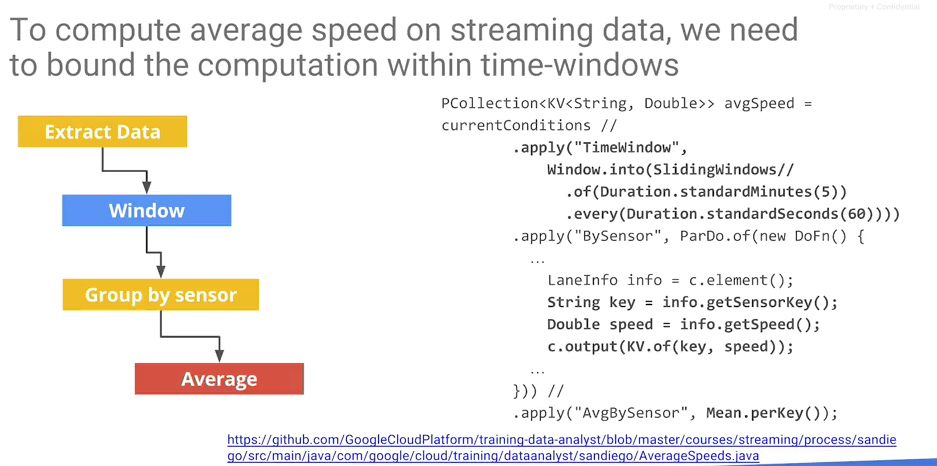 Proprietary + Confidential
To compute average speed on streaming data, we need
to bound the computation within time-windows
Extract Data
Window
Group by sensor
Average
PCollection<KV<String, Double>> avgSpeed =
currentConditions //
.apply("TimeWindow",
Window.into(SlidingWindows//
.of(Duration.standardMinutes(5))
.every(Duration.standardSeconds(60))))
.apply("BySensor", ParDo.of(new DoFn() {
...
LaneInfo info = c.element();
String key = info.getSensorKey();
Double speed = info.getSpeed();
c.output(KV.of(key, speed));
...
})) //
.apply("AvgBySensor", Mean.perKey());
https://github.com/GoogleCloudPlatform/training-data-analyst/blob/master/courses/streaming/process/sandie
go/src/main/java/com/google/cloud/training/dataanalyst/sandiego/AverageSpeeds.java